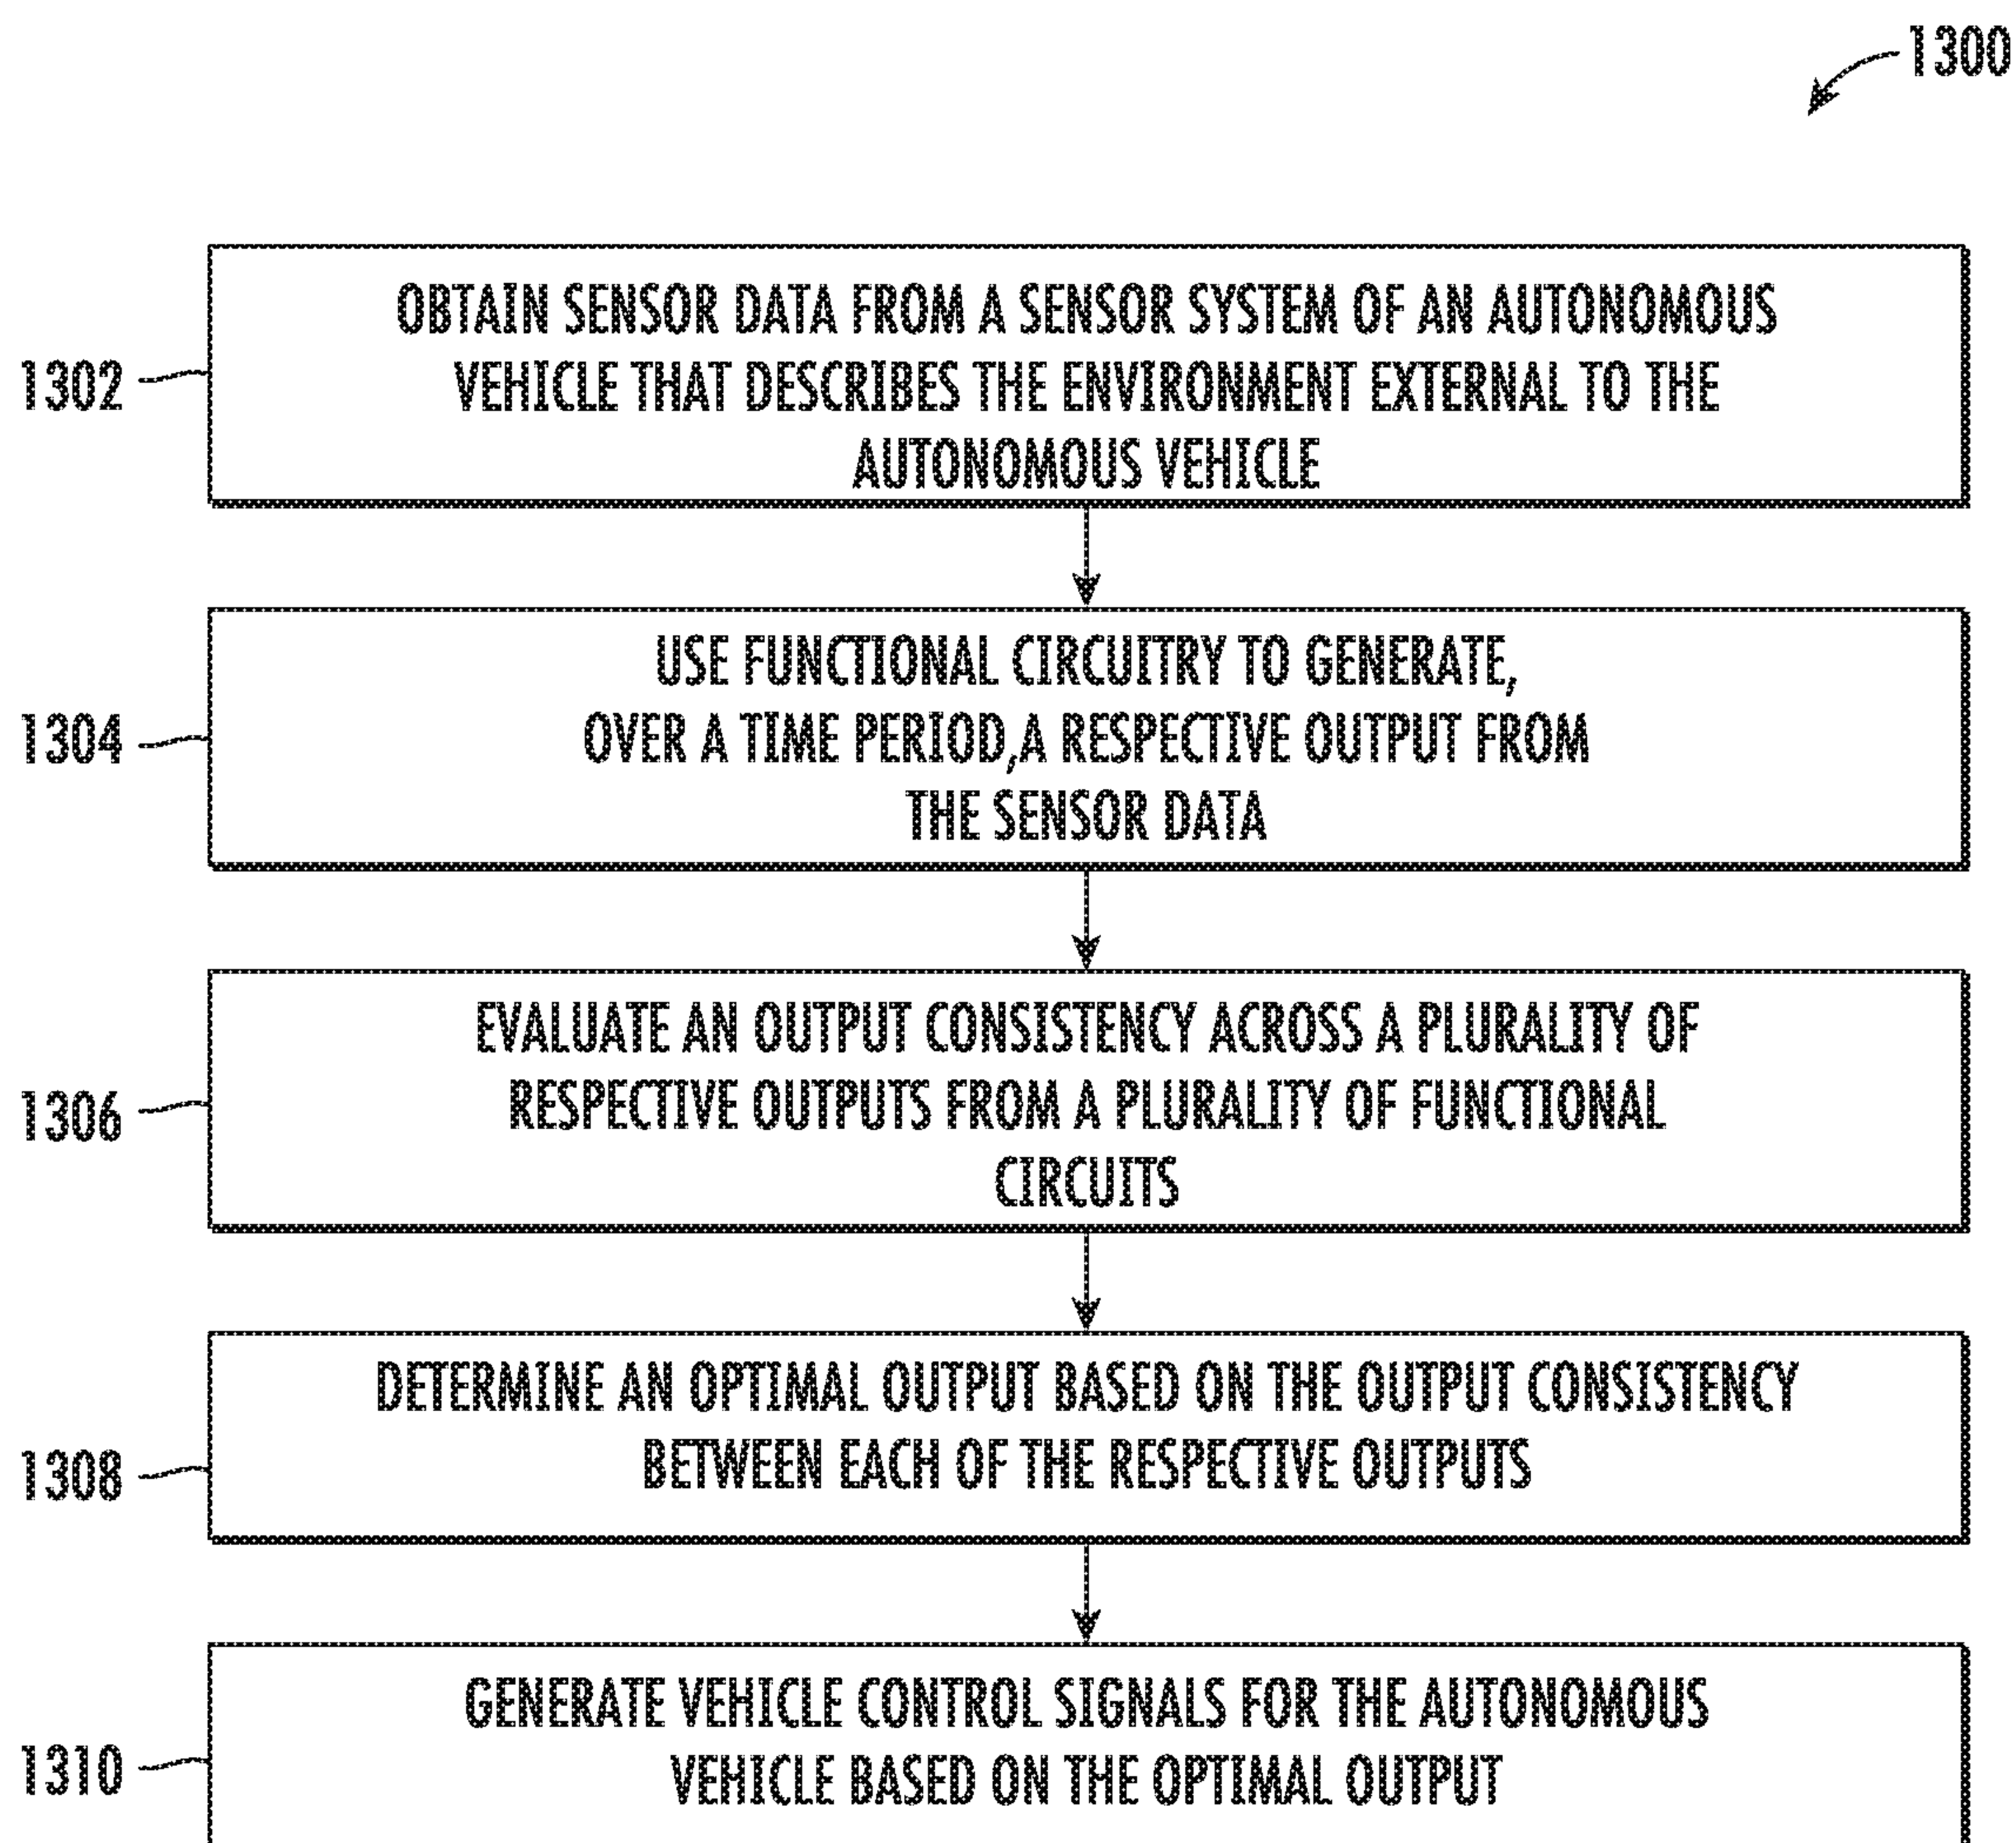 1300
OBTAIN SENSOR DATA FROM A SENSOR SYSTEM OF AN AUTONOMOUS
VEHICLE THAT DESCRIBES THE ENVIRONMENT EXTERNAL TO THE
AUTONOMOUS VEHICLE
1302
USE FUNCTIONAL CIRCUITRY TO GENERATE,
OVER A TIME PERIOD,A RESPECTIVE OUTPUT FROM
THE SENSOR DATA
1304
EVALUATE AN OUTPUT CONSISTENCY ACROSS A PLURALITY OF
RESPECTIVE OUTPUTS FROM A PLURALITY OF FUNCTIONAL
CIRCUITS
1306
DETERMINE AN OPTIMAL OUTPUT BASED ON THE OUTPUT CONSISTENCY
BETWEEN EACH OF THE RESPECTIVE OUTPUTS
1308
GENERATE VEHICLE CONTROL SIGNALS FOR THE AUTONOMOUS
VEHICLE BASED ON THE OPTIMAL OUTPUT
1310